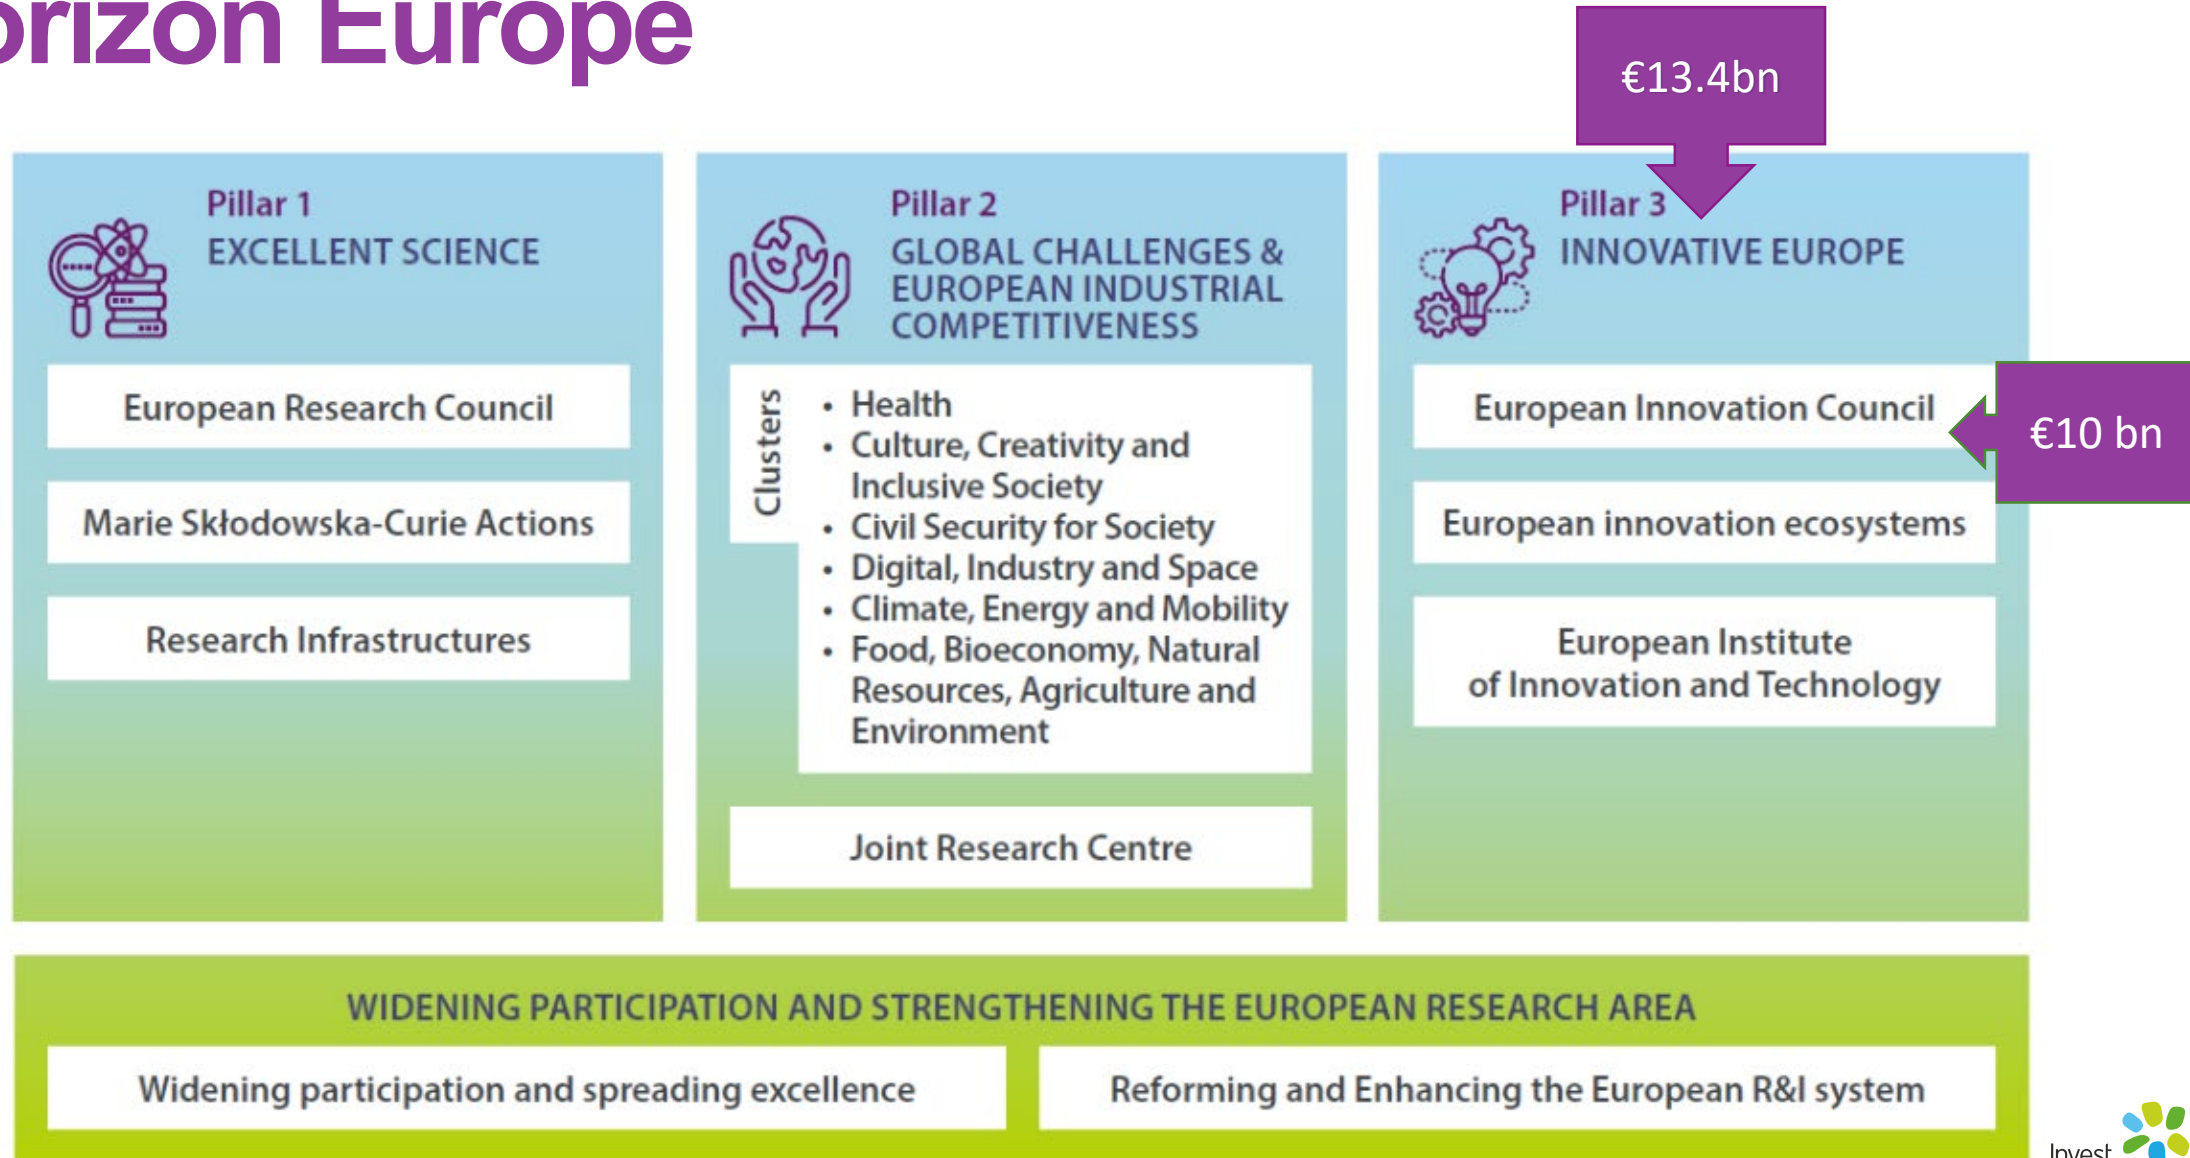 orizon Europe
€13.4bn
Pillar 1
EXCELLENT SCIENCE
European Research Council
Marie Skłodowska-Curie Actions
Research Infrastructures
Pillar 2
GLOBAL CHALLENGES &
EUROPEAN INDUSTRIAL
COMPETITIVENESS
Clusters
• Health
• Culture, Creativity and
Inclusive Society
• Civil Security for Society
• Digital, Industry and Space
• Climate, Energy and Mobility
• Food, Bioeconomy, Natural
Resources, Agriculture and
Environment
Joint Research Centre
Pillar 3
INNOVATIVE EUROPE
European Innovation Council
€10 bn
European innovation ecosystems
European Institute
of Innovation and Technology
WIDENING PARTICIPATION AND STRENGTHENING THE EUROPEAN RESEARCH AREA
Widening participation and spreading excellence
Reforming and Enhancing the European R&I system
Invest